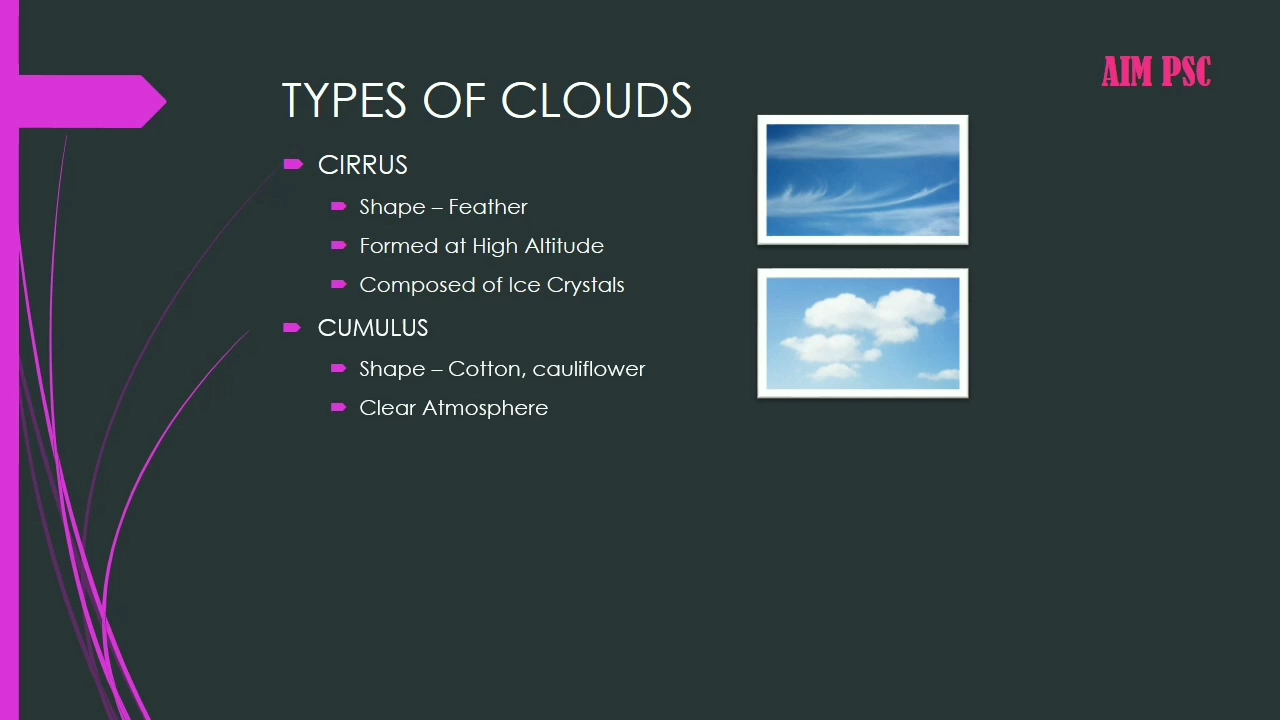 AIM PSC
TYPES OF CLOUDS
CIRRUS
Shape – Feather
Formed at High Altitude
Composed of Ice Crystals
CUMULUS
Shape – Cotton, cauliflower
Clear Atmosphere